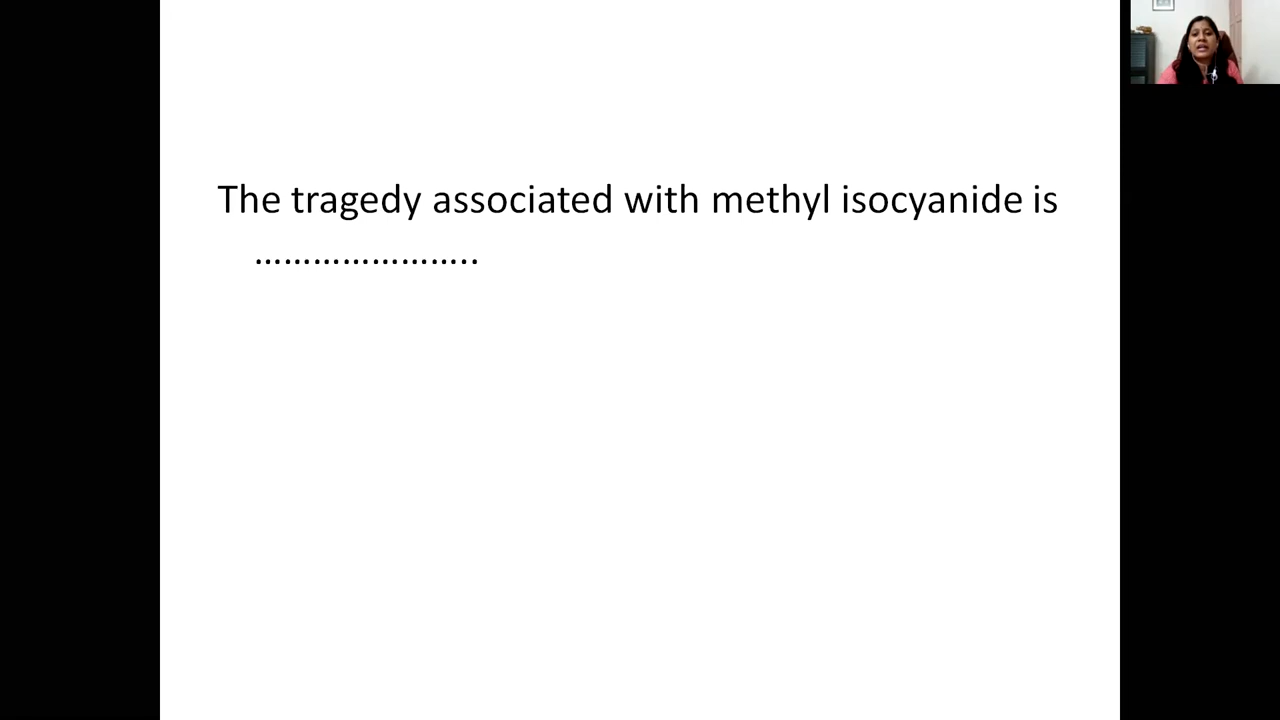 The tragedy associated with methyl isocyanide is
…………………..